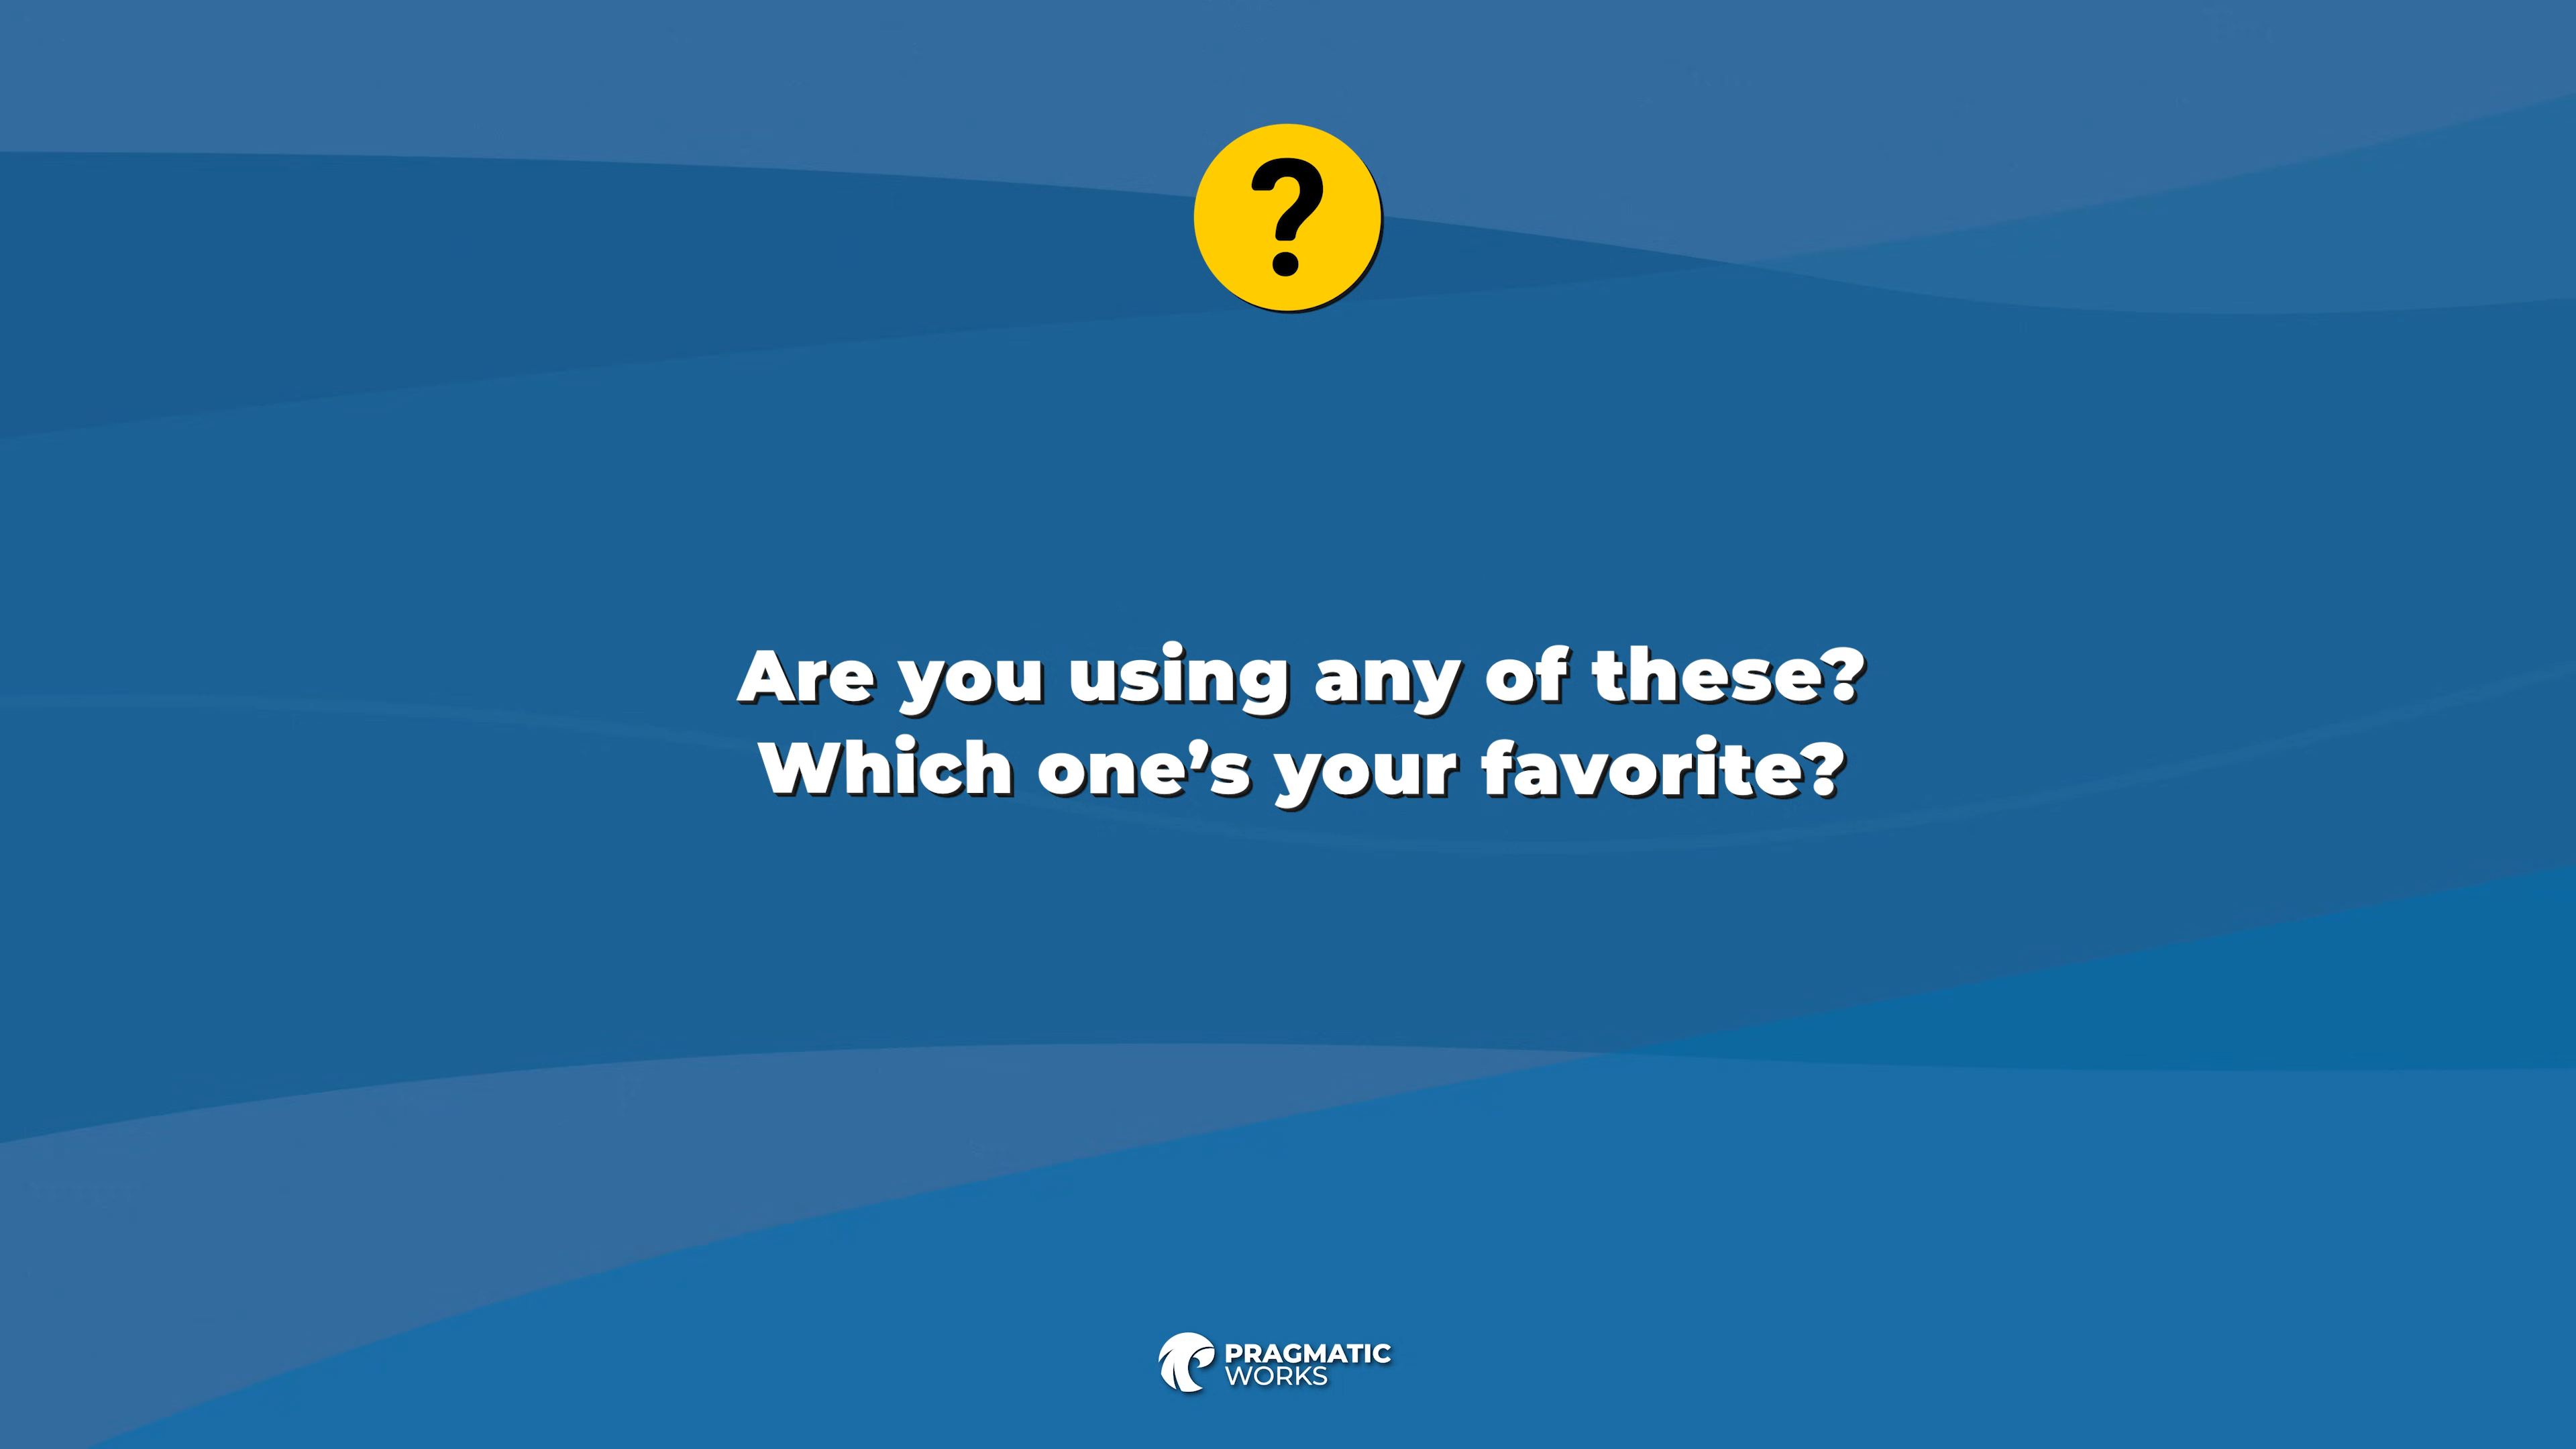 ?
Are you using any of these?
Which one’s your favorite?
PRAGMATIC
WORKS